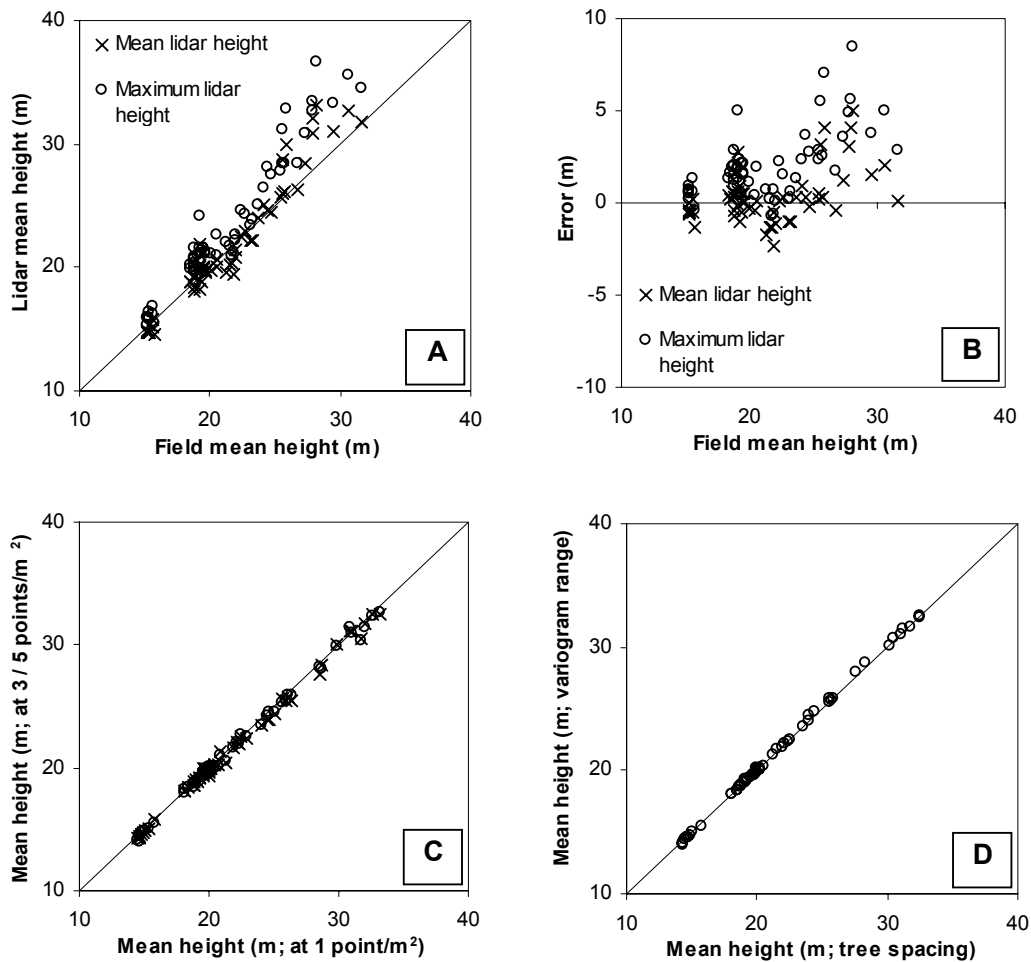 40
30
20
10
Lidar mean height (m)
Mean lidar height
Maximum lidar
height
A
10 20 30 40
Field mean height (m)
10
5
0
-5
-10
Error (m)
Mean lidar height
Maximum lidar
height
B
10 20 30 40
Field mean height (m)
40
30
20
10
Mean height (m; at 3 / 5 points/m²)
C
10 20 30 40
Mean height (m; at 1 point/m²)
40
30
20
10
Mean height (m; variogram range)
D
10 20 30 40
Mean height (m; tree spacing)